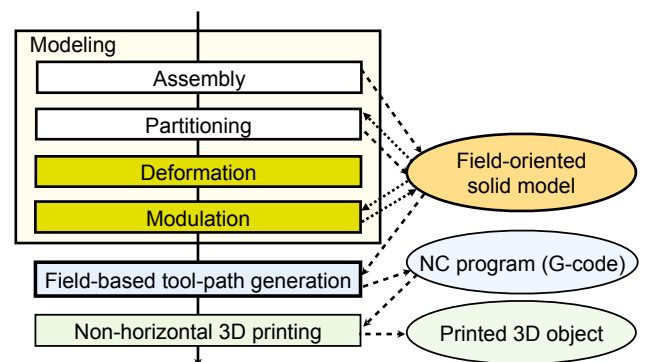 Modeling
Assembly
Partitioning
Deformation
Modulation
Field-oriented
solid model
Field-based tool-path generation
NC program (G-code)
Non-horizontal 3D printing
Printed 3D object